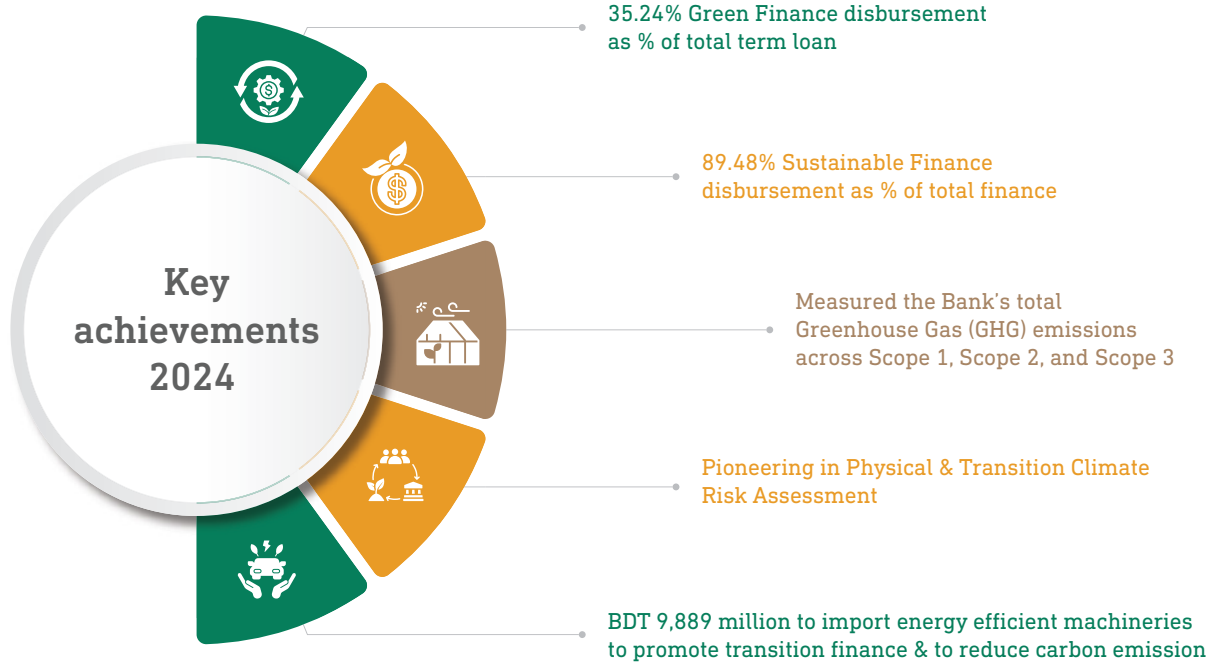 35.24% Green Finance disbursement
as % of total term loan
89.48% Sustainable Finance
disbursement as % of total finance
Key
achievements
2024
Measured the Bank's total
Greenhouse Gas (GHG) emissions
across Scope 1, Scope 2, and Scope 3
Pioneering in Physical & Transition Climate
Risk Assessment
BDT 9,889 million to import energy efficient machineries
to promote transition finance & to reduce carbon emission